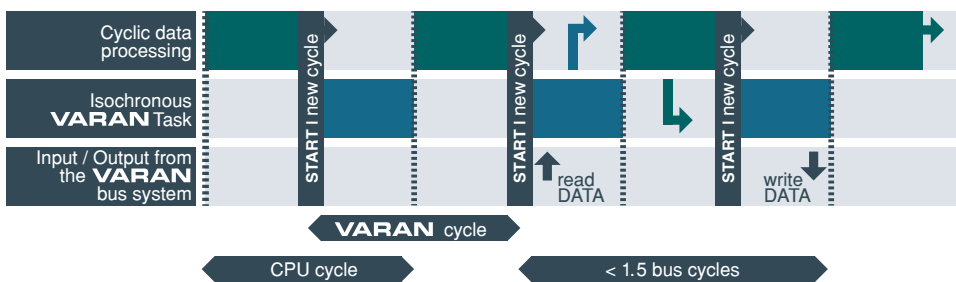 Cyclic data
processing
START I new cycle
START I new cycle
START I new cycle
Isochronous
VARAN Task
Input / Output from
the VARAN
bus system
read
DATA
write
DATA
VARAN cycle
CPU cycle
< 1.5 bus cycles